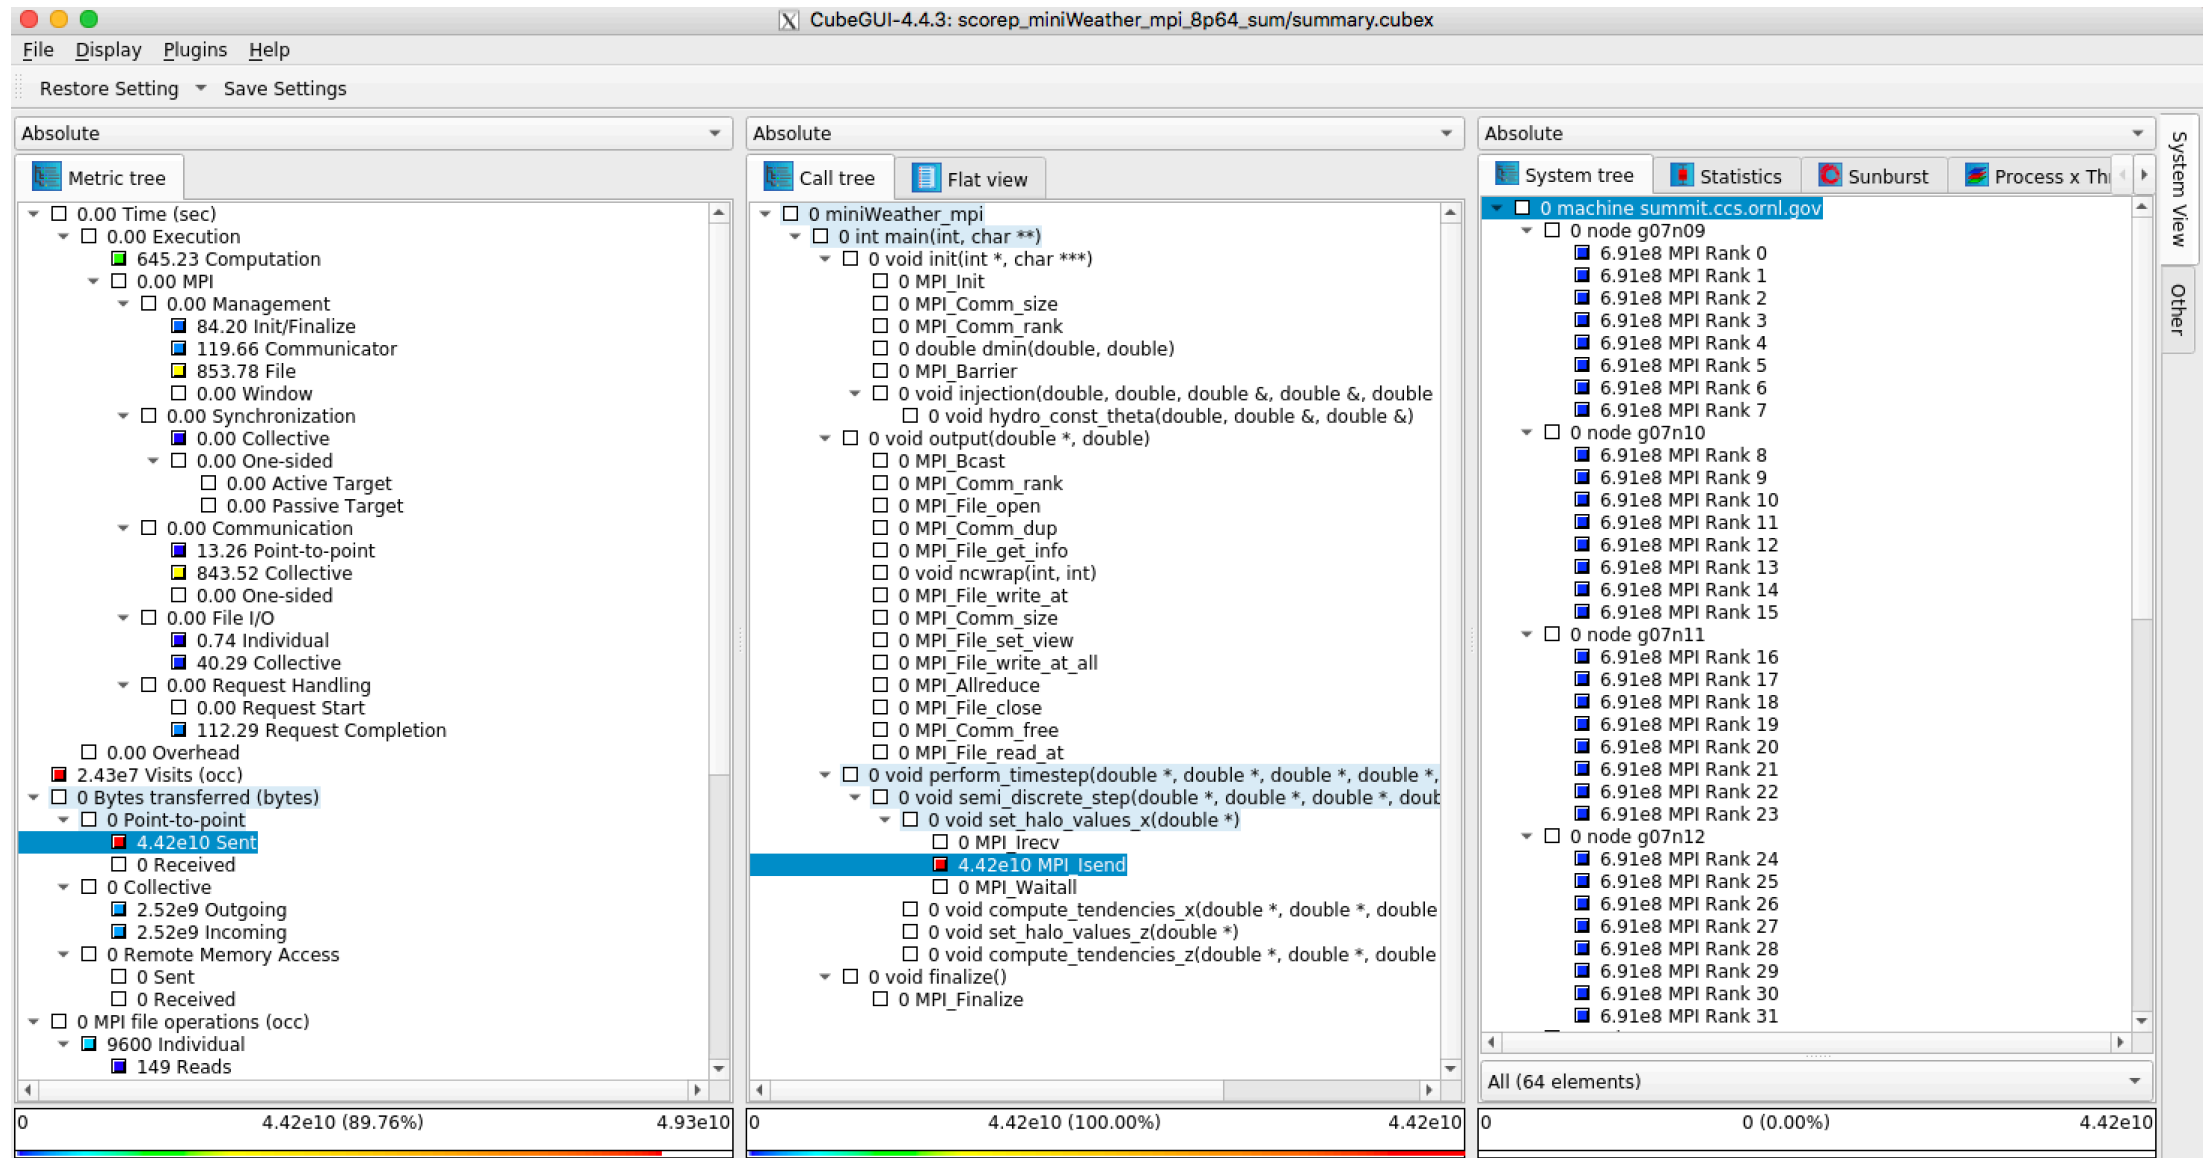 CubeGUI-4.4.3: scorep_miniWeather_mpi_8p64_sum/summary.cubex
File Display Plugins Help
Restore Setting Save Settings
Absolute
Metric tree
0.00 Time (sec)
0.00 Execution
645.23 Computation
0.00 MPI
0.00 Management
84.20 Init/Finalize
119.66 Communicator
853.78 File
0.00 Window
0.00 Synchronization
0.00 Collective
0.00 One-sided
0.00 Active Target
0.00 Passive Target
0.00 Communication
13.26 Point-to-point
843.52 Collective
0.00 One-sided
0.00 File I/O
0.74 Individual
40.29 Collective
0.00 Request Handling
0.00 Request Start
112.29 Request Completion
0.00 Overhead
2.43e7 Visits (occ)
0 Bytes transferred (bytes)
0 Point-to-point
4.42e10 Sent
0 Received
0 Collective
2.52e9 Outgoing
2.52e9 Incoming
0 Remote Memory Access
0 Sent
0 Received
0 MPI file operations (occ)
9600 Individual
149 Reads
0 4.42e10 (89.76%) 4.93e10
Absolute
Call tree Flat view
0 miniWeather_mpi
0 int main(int, char **)
0 void init(int *, char ***)
0 MPI_Init
0 MPI_Comm_size
0 MPI_Comm_rank
0 double dmin(double, double)
0 MPI_Barrier
0 void injection(double, double, double &, double &, double
0 void hydro_const_theta(double, double &, double &)
0 void output(double *, double)
0 MPI_Bcast
0 MPI_Comm_rank
0 MPI_File_open
0 MPI_Comm_dup
0 MPI_File_get_info
0 void ncwrap(int, int)
0 MPI_File_write_at
0 MPI_Comm_size
0 MPI_File_set_view
0 MPI_File_write_at_all
0 MPI_Allreduce
0 MPI_File_close
0 MPI_Comm_free
0 MPI_File_read_at
0 void perform_timestep(double *, double *, double *, double *,
0 void semi_discrete_step(double *, double *, double *, doub
0 void set_halo_values_x(double *)
0 MPI_Irecv
4.42e10 MPI_Isend
0 MPI_Waitall
0 void compute_tendencies_x(double *, double *, double
0 void set_halo_values_z(double *)
0 void compute_tendencies_z(double *, double *, double
0 void finalize()
0 MPI_Finalize
0 4.42e10 (100.00%) 4.42e10
Absolute
System tree Statistics Sunburst Process x Th
0 machine summit.ccs.ornl.gov
0 node g07n09
6.91e8 MPI Rank 0
6.91e8 MPI Rank 1
6.91e8 MPI Rank 2
6.91e8 MPI Rank 3
6.91e8 MPI Rank 4
6.91e8 MPI Rank 5
6.91e8 MPI Rank 6
6.91e8 MPI Rank 7
0 node g07n10
6.91e8 MPI Rank 8
6.91e8 MPI Rank 9
6.91e8 MPI Rank 10
6.91e8 MPI Rank 11
6.91e8 MPI Rank 12
6.91e8 MPI Rank 13
6.91e8 MPI Rank 14
6.91e8 MPI Rank 15
0 node g07n11
6.91e8 MPI Rank 16
6.91e8 MPI Rank 17
6.91e8 MPI Rank 18
6.91e8 MPI Rank 19
6.91e8 MPI Rank 20
6.91e8 MPI Rank 21
6.91e8 MPI Rank 22
6.91e8 MPI Rank 23
0 node g07n12
6.91e8 MPI Rank 24
6.91e8 MPI Rank 25
6.91e8 MPI Rank 26
6.91e8 MPI Rank 27
6.91e8 MPI Rank 28
6.91e8 MPI Rank 29
6.91e8 MPI Rank 30
6.91e8 MPI Rank 31
All (64 elements)
0 0 (0.00%) 4.42e10
System View
Other